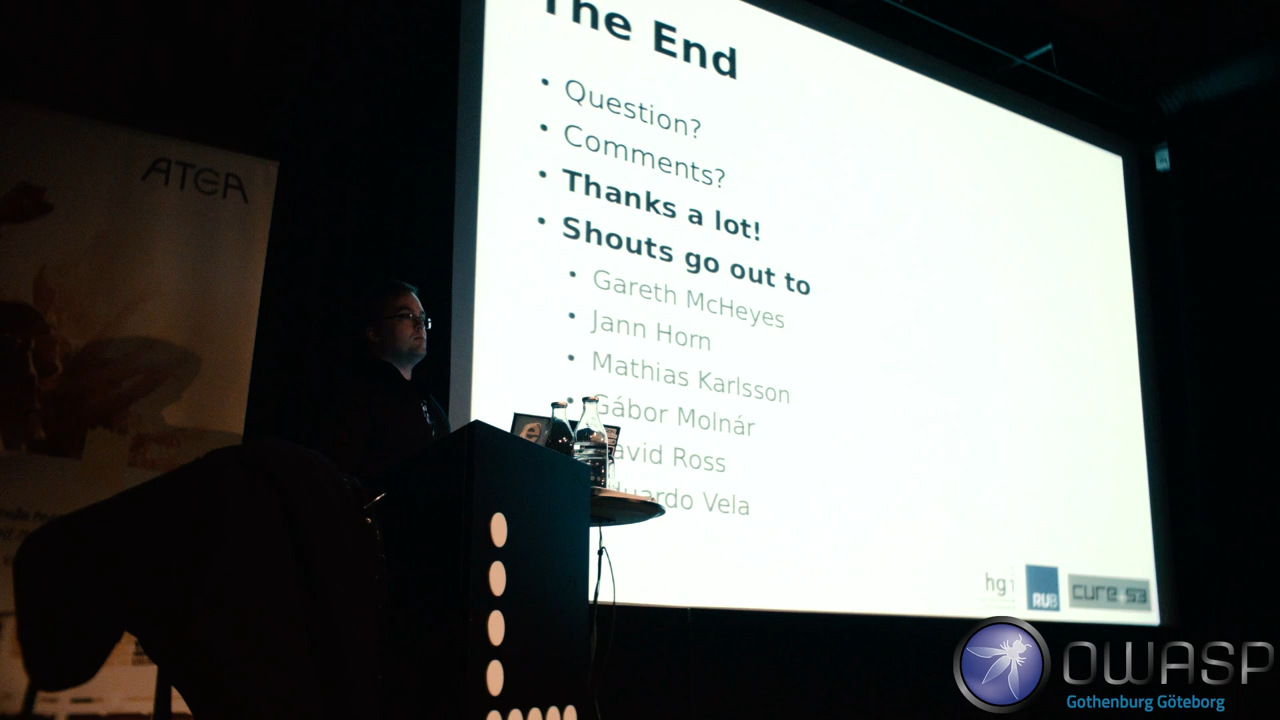 The End
• Question?
• Comments?
• Thanks a lot!
• Shouts go out to
• Gareth McHeyes
• Jann Horn
• Mathias Karlsson
Gábor Molnár
avid Ross
duardo Vela
ATEA
hgi
RUB
cure53
OWASP
Gothenburg Göteborg